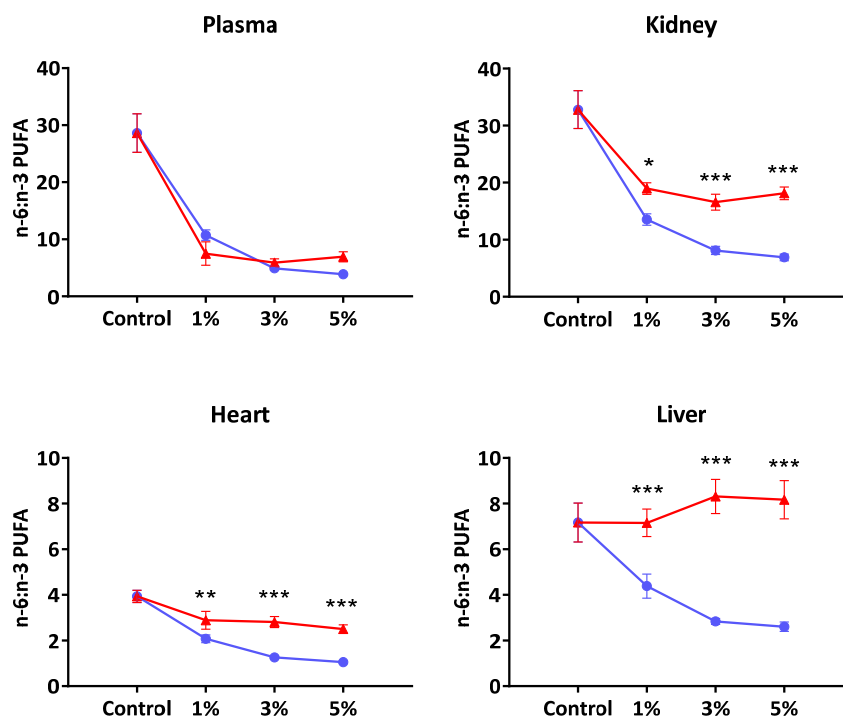 Plasma
n-6:n-3 PUFA
40
30
20
10
0
Control 1% 3% 5%
Kidney
n-6:n-3 PUFA
40
30
20
10
0
* *** ***
Control 1% 3% 5%
Heart
n-6:n-3 PUFA
10
8
6
4
2
0
** *** ***
Control 1% 3% 5%
Liver
n-6:n-3 PUFA
10
8
6
4
2
0
*** *** ***
Control 1% 3% 5%